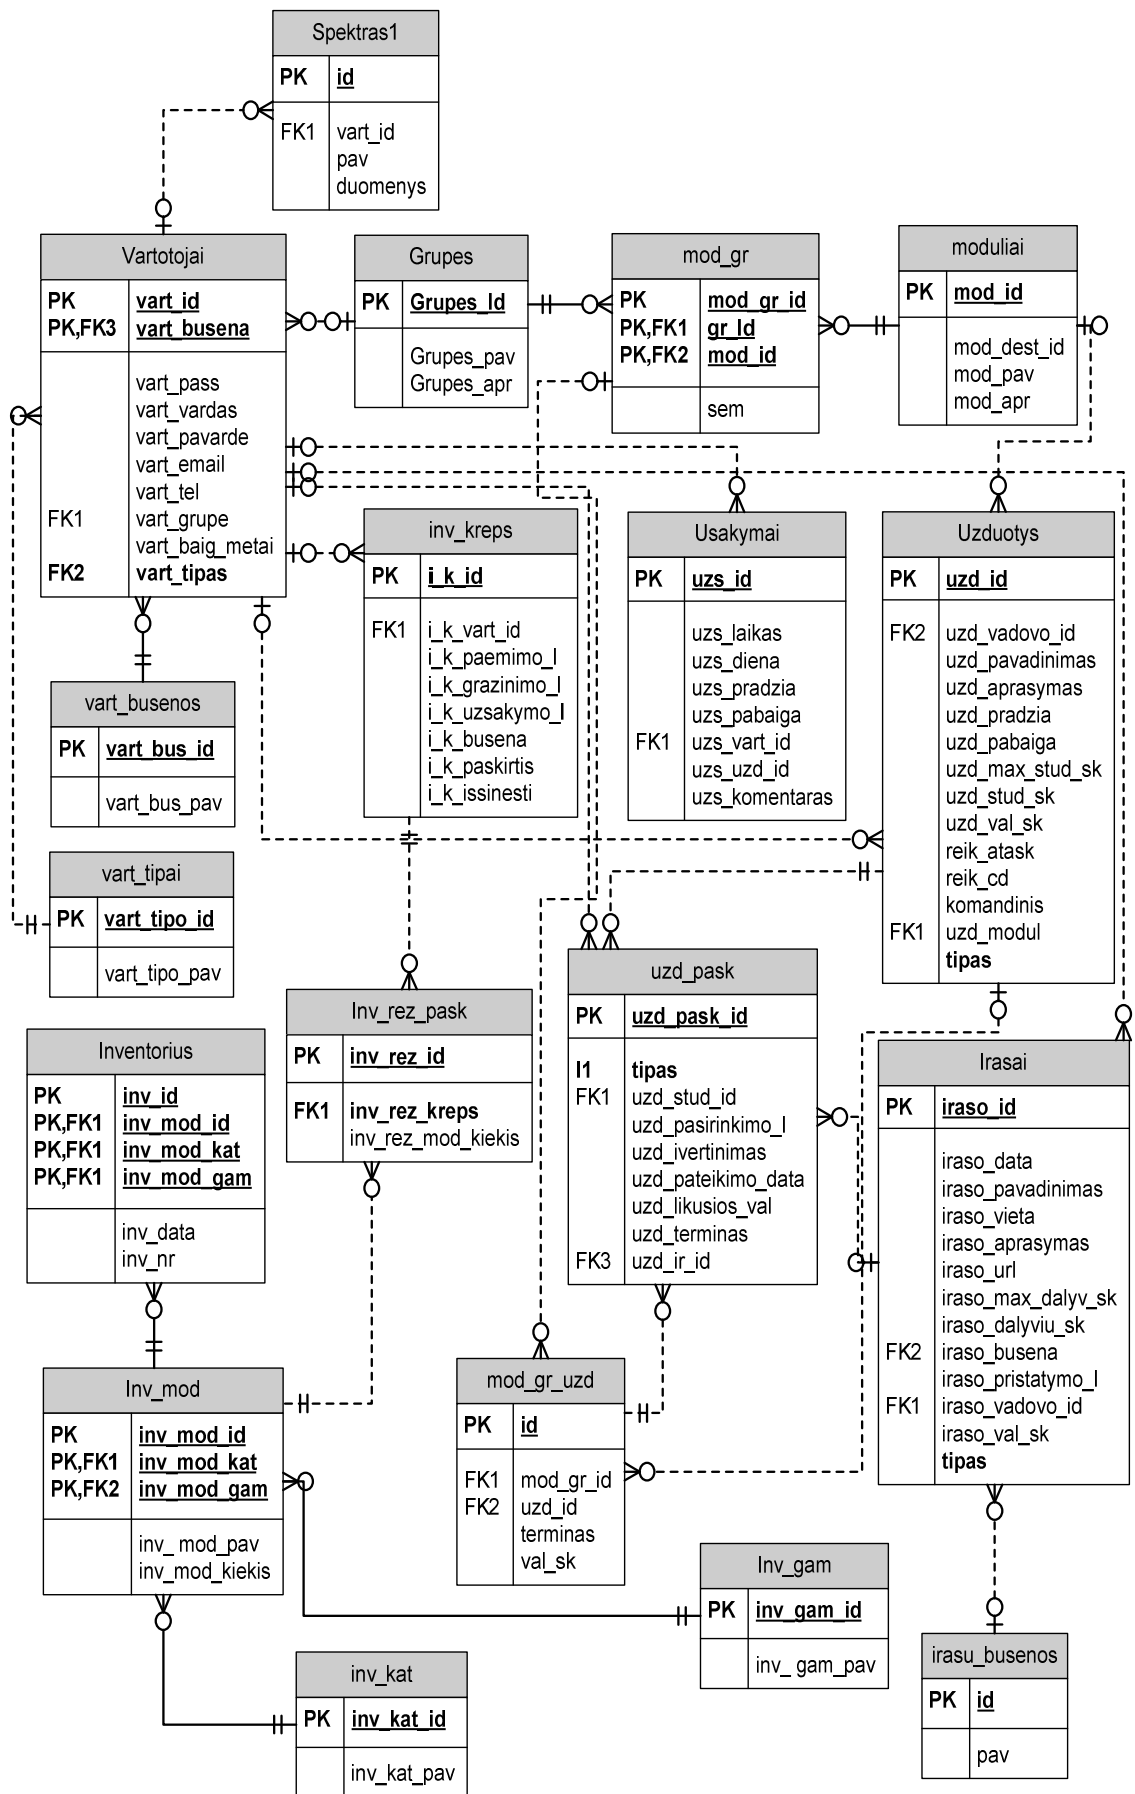 Spektras1
PK id
FK1 vart_id
pav
duomenys
Vartotojai
PK vart_id
PK,FK3 vart_busena
vart_pass
vart_vardas
vart_pavarde
vart_email
vart_tel
FK1 vart_grupe
vart_baig_metai
FK2 vart_tipas
Grupes
PK Grupes_Id
Grupes_pav
Grupes_apr
mod_gr
PK mod_gr_id
PK,FK1 gr_Id
PK,FK2 mod_id
sem
moduliai
PK mod_id
mod_dest_id
mod_pav
mod_apr
inv_kreps
PK i_k_id
FK1 i_k_vart_id
i_k_paemimo_l
i_k_grazinimo_l
i_k_uzsakymo_l
i_k_busena
i_k_paskirtis
i_k_issinesti
Usakymai
PK uzs_id
uzs_laikas
uzs_diena
uzs_pradzia
uzs_pabaiga
FK1 uzs_vart_id
uzs_uzd_id
uzs_komentaras
Uzduotys
PK uzd_id
FK2 uzd_vadovo_id
uzd_pavadinimas
uzd_aprasymas
uzd_pradzia
uzd_pabaiga
uzd_max_stud_sk
uzd_stud_sk
uzd_val_sk
reik_atask
reik_cd
komandinis
FK1 uzd_modul
tipas
vart_busenos
PK vart_bus_id
vart_bus_pav
vart_tipai
PK vart_tipo_id
vart_tipo_pav
Inv_rez_pask
PK inv_rez_id
FK1 inv_rez_kreps
inv_rez_mod_kiekis
uzd_pask
PK uzd_pask_id
I1 tipas
FK1 uzd_stud_id
uzd_pasirinkimo_l
uzd_ivertinimas
uzd_pateikimo_data
uzd_likusios_val
uzd_terminas
FK3 uzd_ir_id
Inventorius
PK inv_id
PK,FK1 inv_mod_id
PK,FK1 inv_mod_kat
PK,FK1 inv_mod_gam
inv_data
inv_nr
Irasai
PK iraso_id
iraso_data
iraso_pavadinimas
iraso_vieta
iraso_aprasymas
iraso_url
iraso_max_dalyv_sk
iraso_dalyviu_sk
FK2 iraso_busena
iraso_pristatymo_l
FK1 iraso_vadovo_id
iraso_val_sk
tipas
Inv_mod
PK inv_mod_id
PK,FK1 inv_mod_kat
PK,FK2 inv_mod_gam
inv_ mod_pav
inv_mod_kiekis
mod_gr_uzd
PK id
FK1 mod_gr_id
FK2 uzd_id
terminas
val_sk
Inv_gam
PK inv_gam_id
inv_ gam_pav
inv_kat
PK inv_kat_id
inv_kat_pav
irasu_busenos
PK id
pav